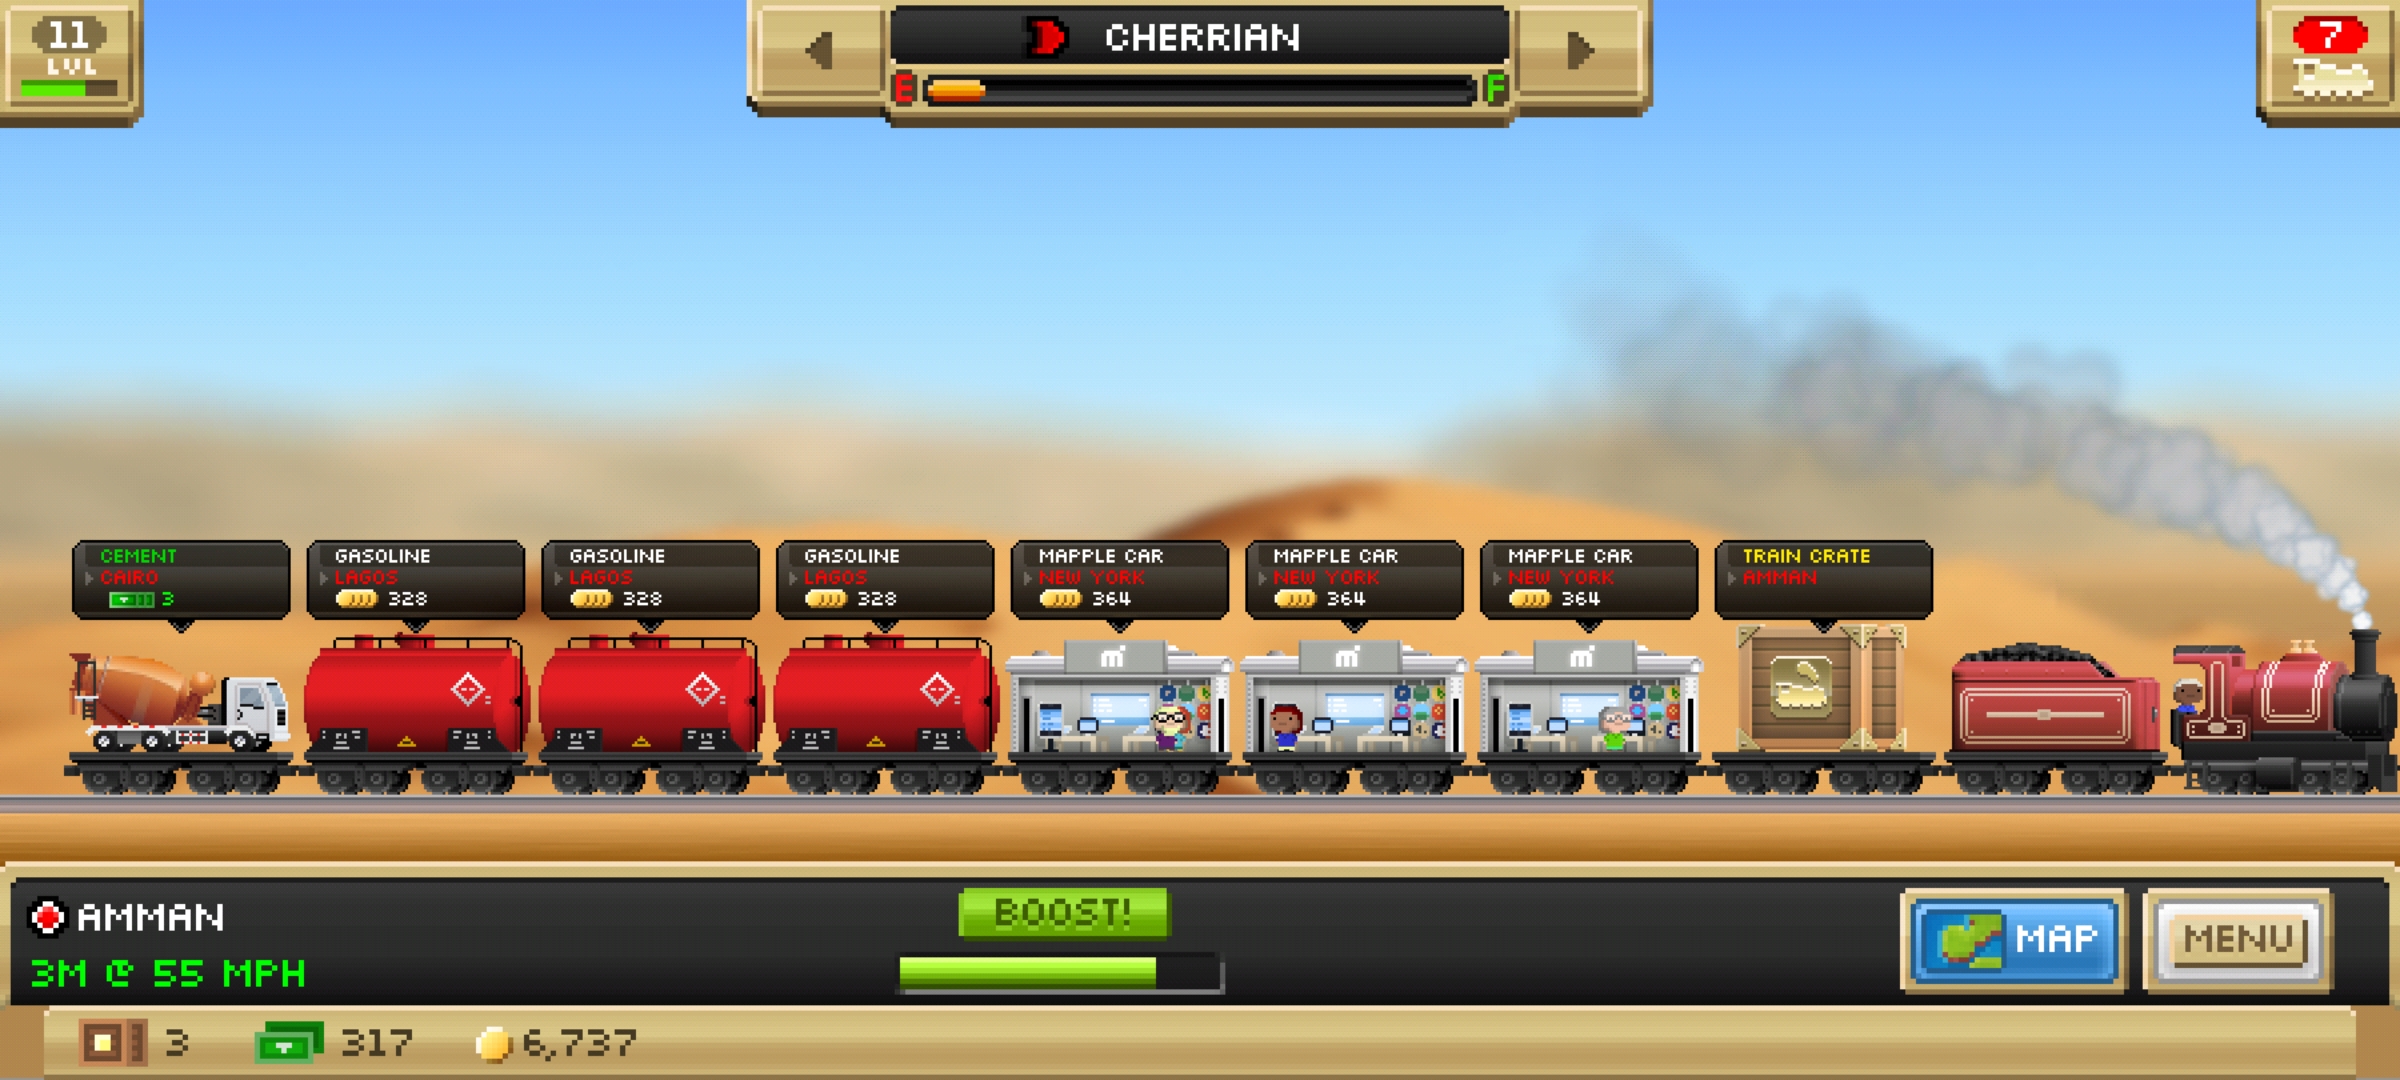 11
LVL
CHERRIAN
E F
7
CEMENT
CAIRO
3
GASOLINE
LAGOS
328
GASOLINE
LAGOS
328
GASOLINE
LAGOS
328
MAPPLE CAR
NEW YORK
364
MAPPLE CAR
NEW YORK
364
MAPPLE CAR
NEW YORK
364
TRAIN CRATE
AMMAN
m
m
m
AMMAN
3M @ 55 MPH
BOOST!
MAP
MENU
3
317
6,737